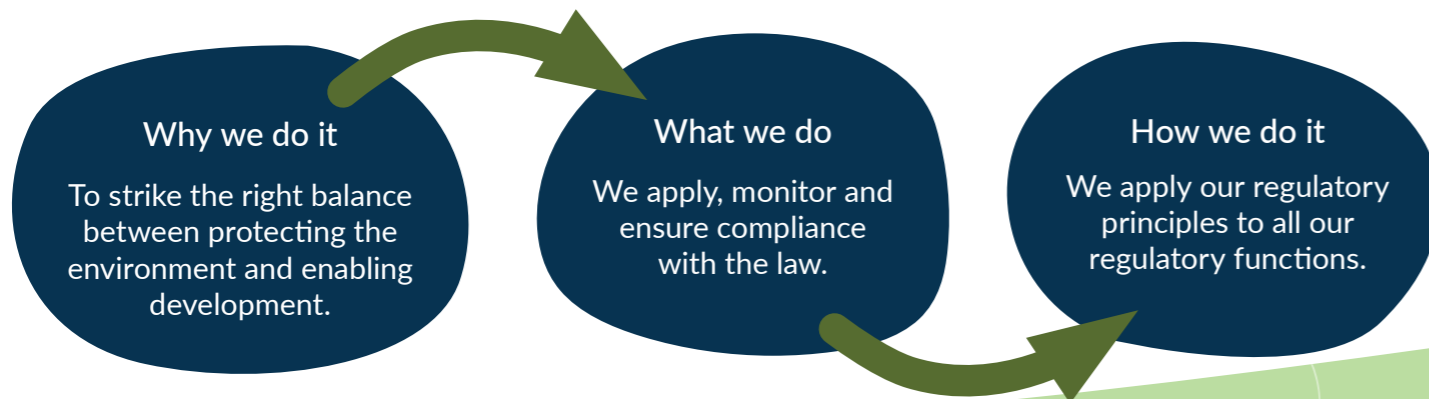 Why we do it
To strike the right balance
between protecting the
environment and enabling
development.
What we do
We apply, monitor and
ensure compliance
with the law.
How we do it
We apply our regulatory
principles to all our
regulatory functions.